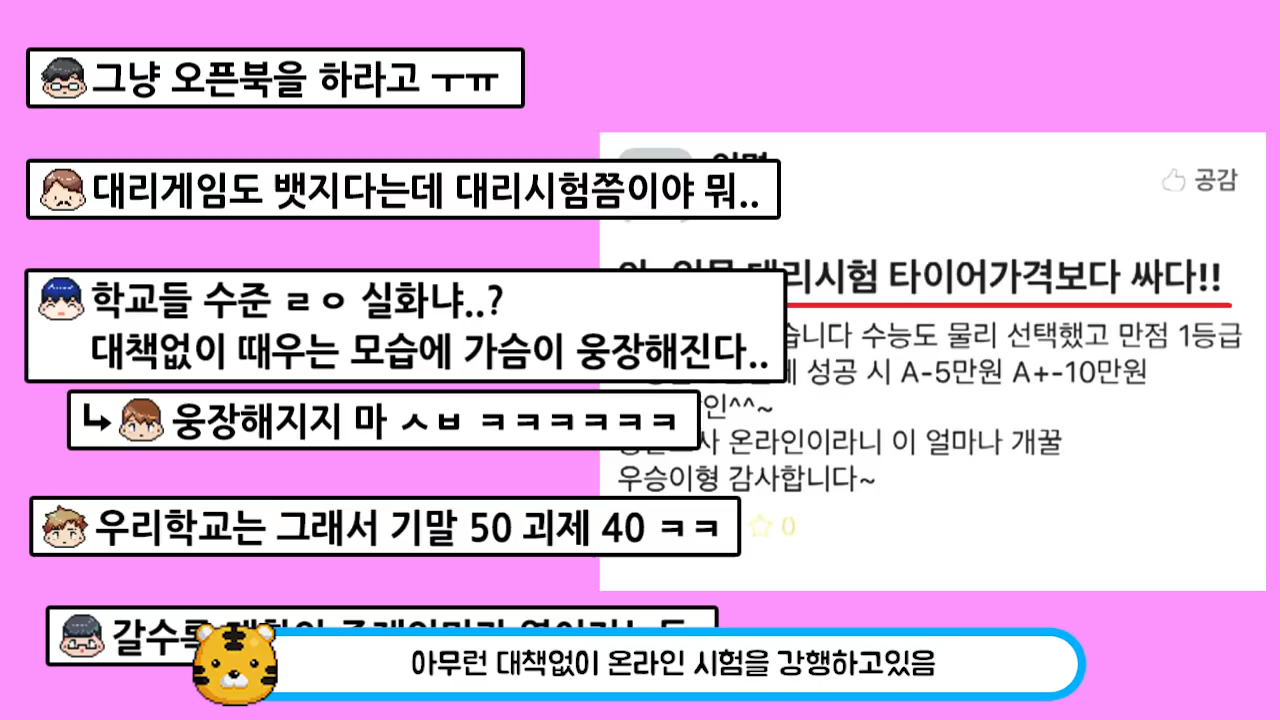 그냥 오픈북을 하라고 ㅜㅠ
대리게임도 뺏지다는데 대리시험쯤이야 뭐..
공감
대리시험 타이어가격보다 싸다!!
학교들 수준 ㄹㅇ 실화냐..?
대책없이 때우는 모습에 가슴이 웅장해진다..
수능도 물리 선택했고 만점 1등급
성공 시 A-5만원 A+-10만원
↳ 웅장해지지 마 ㅅㅂ ㅋㅋㅋㅋㅋㅋ
온라인이라니 이 얼마나 개꿀
우승이형 감사합니다~
우리학교는 그래서 기말 50 괴제 40 ㅋㅋ
0
갈수록
아무런 대책없이 온라인 시험을 강행하고있음